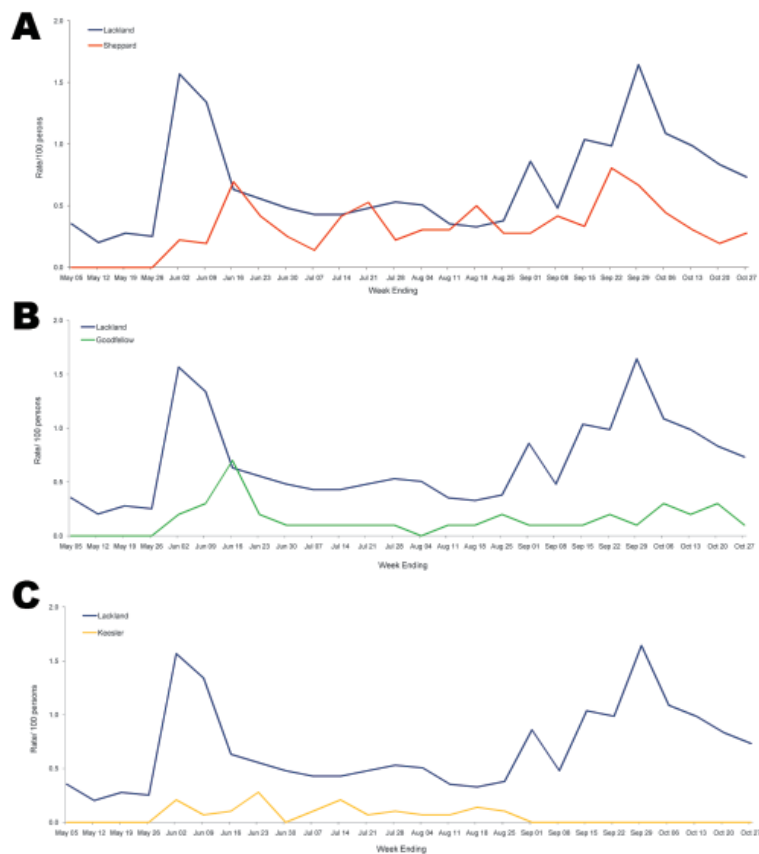 A
Lackland
Sheppard
2.0
1.5
1.0
0.5
0.0
Rate/100 perons
May 05 May 12 May 19 May 26 Jun 02 Jun 09 Jun 16 Jun 23 Jun 30 Jul 07 Jul 14 Jul 21 Jul 28 Aug 04 Aug 11 Aug 18 Aug 25 Sep 01 Sep 08 Sep 15 Sep 22 Sep 29 Oct 06 Oct 13 Oct 20 Oct 27
Week Ending
B
Lackland
Goodfellow
2.0
1.5
1.0
0.5
0.0
Rate/ 100 persons
May 05 May 12 May 19 May 26 Jun 02 Jun 09 Jun 16 Jun 23 Jun 30 Jul 07 Jul 14 Jul 21 Jul 28 Aug 04 Aug 11 Aug 18 Aug 25 Sep 01 Sep 08 Sep 15 Sep 22 Sep 29 Oct 06 Oct 13 Oct 20 Oct 27
Week Ending
C
Lackland
Keesler
2.0
1.5
1.0
0.5
0.0
Rate/ 100 persons
May 05 May 12 May 19 May 26 Jun 02 Jun 09 Jun 16 Jun 23 Jun 30 Jul 07 Jul 14 Jul 21 Jul 28 Aug 04 Aug 11 Aug 18 Aug 25 Sep 01 Sep 08 Sep 15 Sep 22 Sep 29 Oct 06 Oct 13 Oct 20 Oct 27
Week Ending